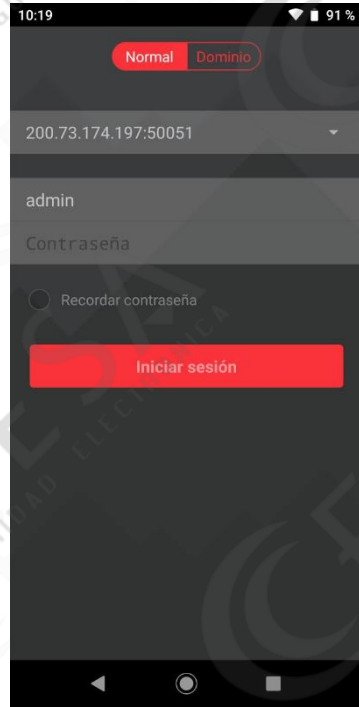 10:19
91 %
Normal Dominio
200.73.174.197:50051
admin
Contraseña
Recordar contraseña
Iniciar sesión